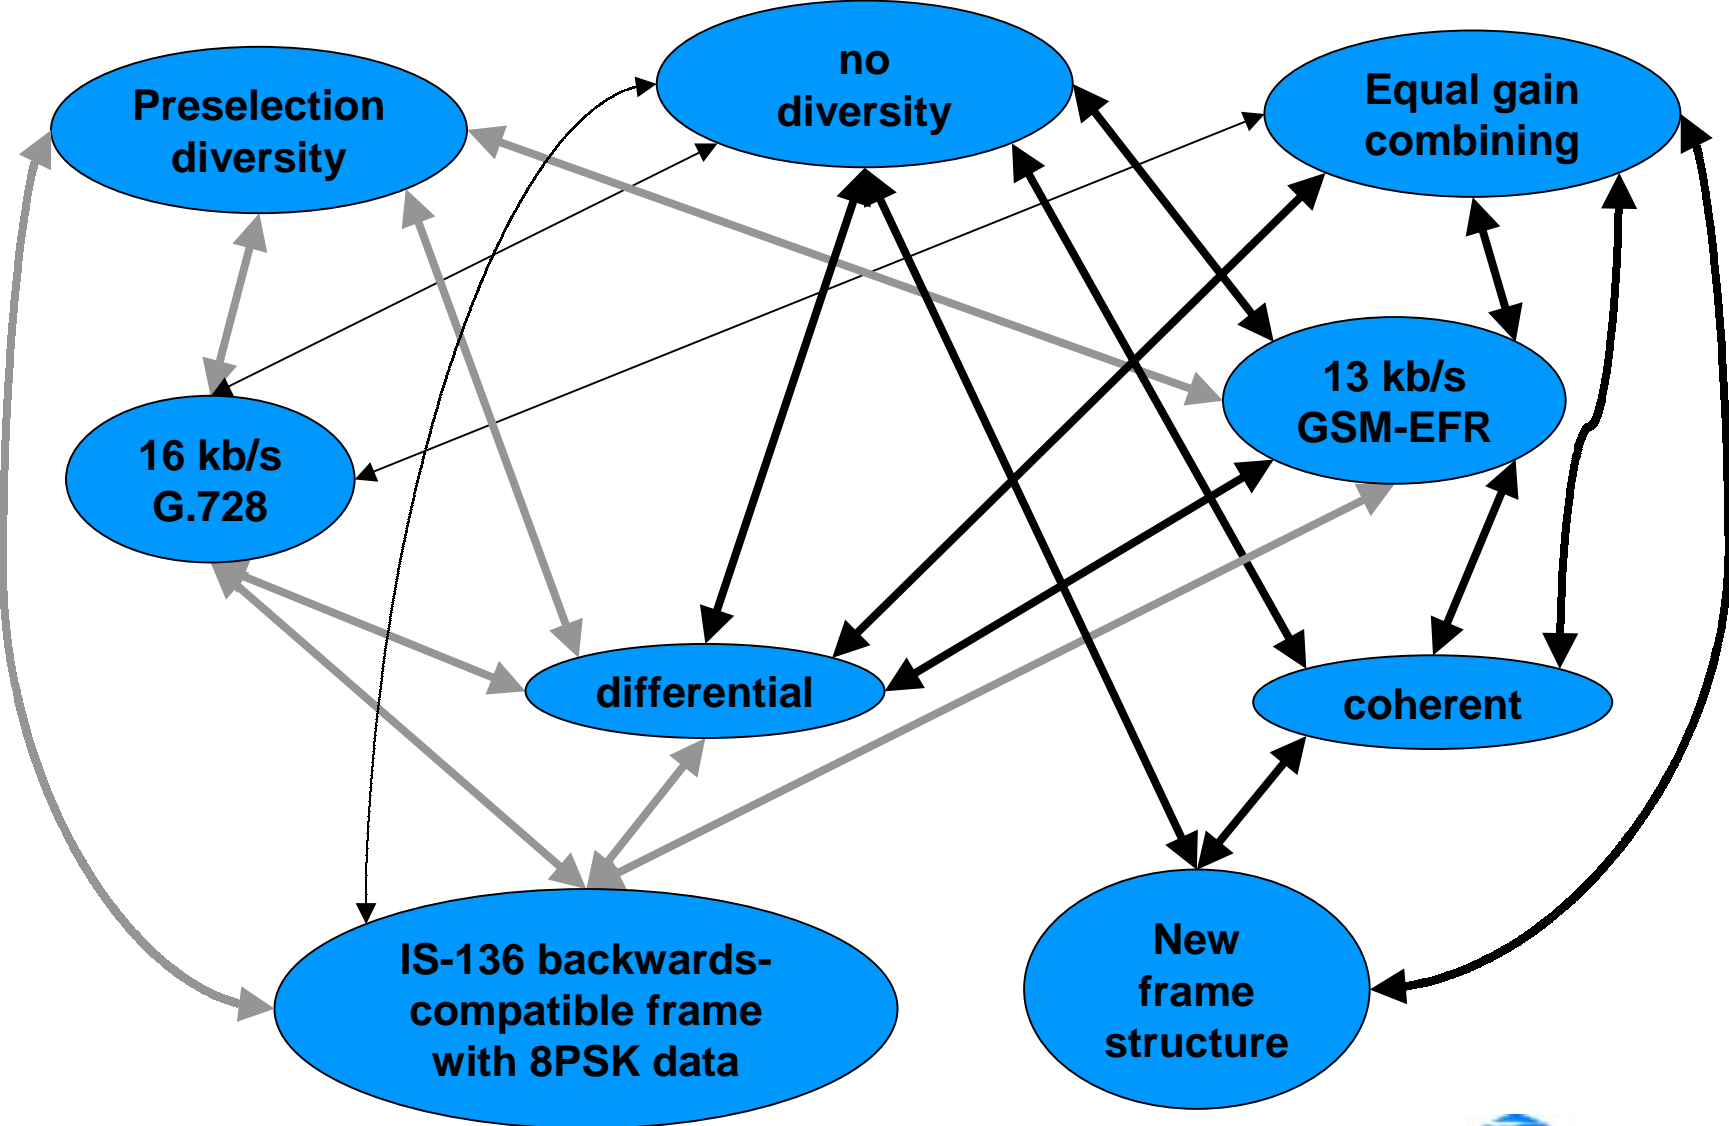 Preselection
diversity
no
diversity
Equal gain
combining
13 kb/s
GSM-EFR
16 kb/s
G.728
differential
coherent
IS-136 backwards-
compatible frame
with 8PSK data
New
frame
structure